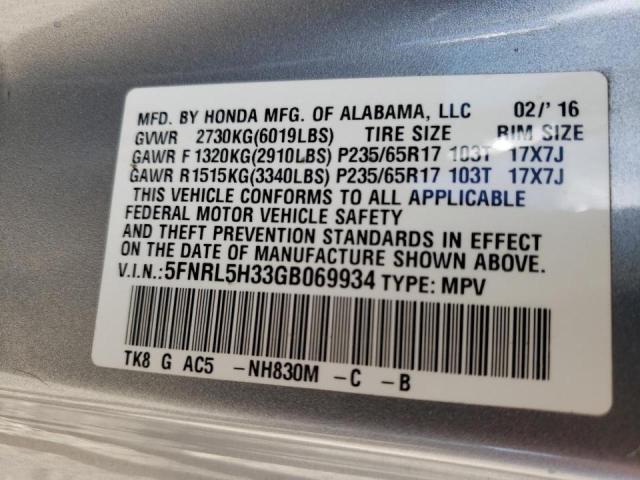 MFD. BY HONDA MFG. OF ALABAMA, LLC 02/' 16
GVWR 2730KG(6019LBS) TIRE SIZE RIM SIZE
GAWR F 1320KG(2910LBS) P235/65R17 103T 17X7J
GAWR R1515KG(3340LBS) P235/65R17 103T 17X7J
THIS VEHICLE CONFORMS TO ALL APPLICABLE
FEDERAL MOTOR VEHICLE SAFETY
AND THEFT PREVENTION STANDARDS IN EFFECT
ON THE DATE OF MANUFACTURE SHOWN ABOVE.
V.I.N.:5FNRL5H33GB069934 TYPE: MPV
TK8 G AC5 -NH830M -C -B